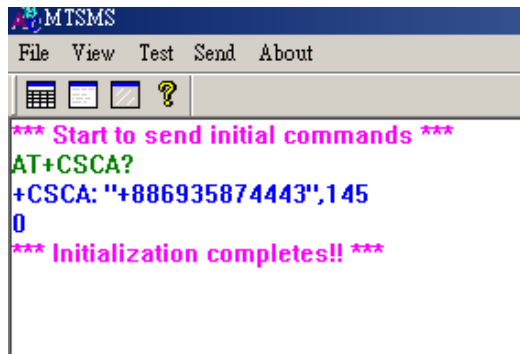 MTSMS
File View Test Send About
*** Start to send initial commands ***
AT+CSCA?
+CSCA: "+886935874443",145
0
*** Initialization completes!! ***